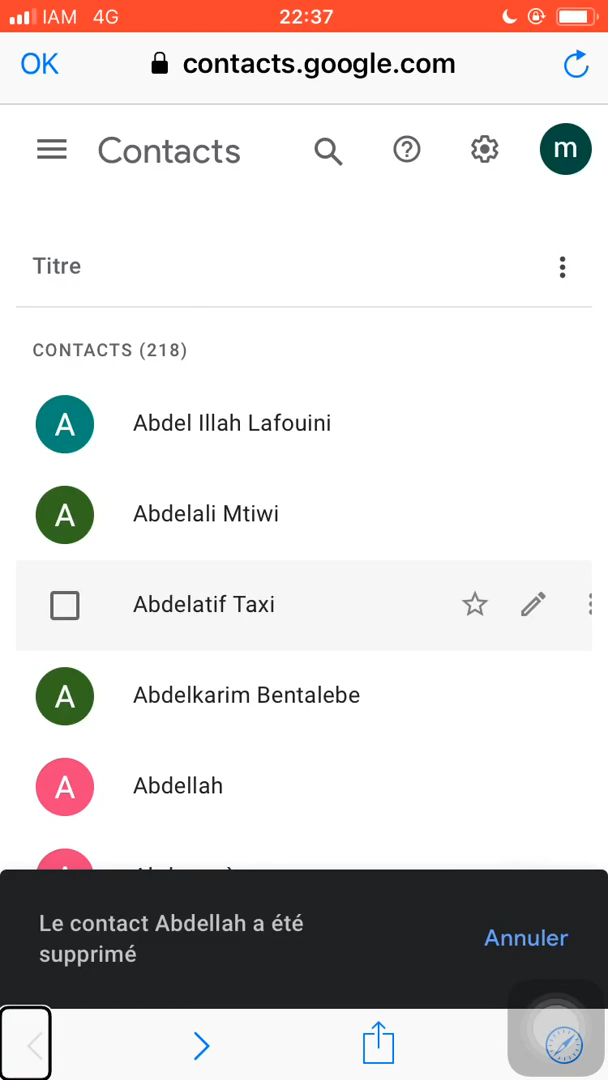 IAM 4G 22:37
OK contacts.google.com
Contacts m
Titre
CONTACTS (218)
A Abdel Illah Lafouini
A Abdelali Mtiwi
Abdelatif Taxi
A Abdelkarim Bentalebe
A Abdellah
Le contact Abdellah a été
supprimé
Annuler